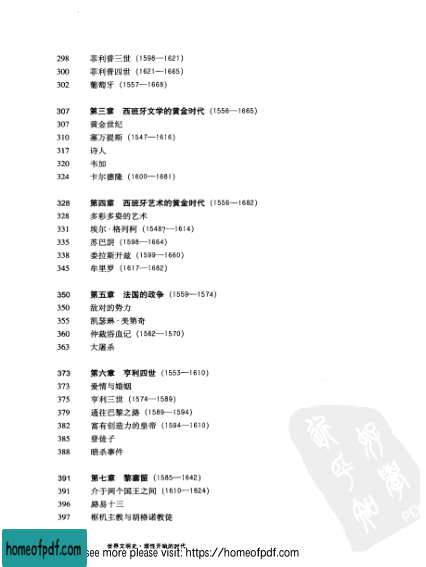 298 菲利普三世 (1598—1621)
300 菲利普四世 (1621—1665)
302 葡萄牙 (1557—1668)
307 第三章 西班牙文学的黄金时代 (1556—1665)
307 黄金世纪
310 塞万提斯 (1547—1616)
317 诗人
320 韦加
324 卡尔德隆 (1600—1681)
328 第四章 西班牙艺术的黄金时代 (1556—1682)
328 多彩多姿的艺术
331 埃尔·格列柯 (1548?—1614)
335 苏巴朗 (1598—1664)
338 委拉斯开兹 (1599—1660)
345 牟里罗 (1617—1682)
350 第五章 法国的政争 (1559—1574)
350 敌对的势力
355 凯瑟琳·美第奇
360 仲裁浴血记 (1562—1570)
363 大屠杀
373 第六章 亨利四世 (1553—1610)
373 爱情与婚姻
375 亨利三世 (1574—1589)
379 通往巴黎之路 (1589—1594)
382 富有创造力的皇帝 (1594—1610)
385 登徒子
388 暗杀事件
391 第七章 黎塞留 (1585—1642)
391 介于两个国王之间 (1610—1624)
396 路易十三
397 枢机主教与胡格诺教徒
世界文明史·理性开始的时代
homeofpdf.com
see more please visit: https://homeofpdf.com
PD